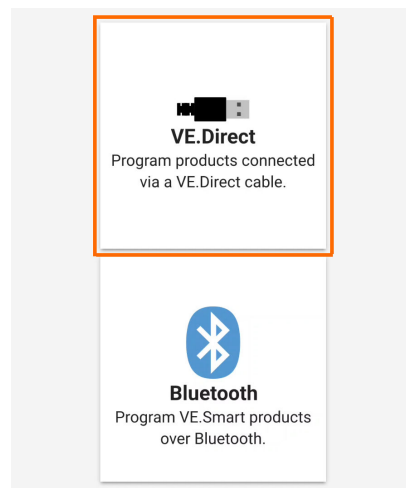 VE.Direct
Program products connected
via a VE.Direct cable.
Bluetooth
Program VE.Smart products
over Bluetooth.